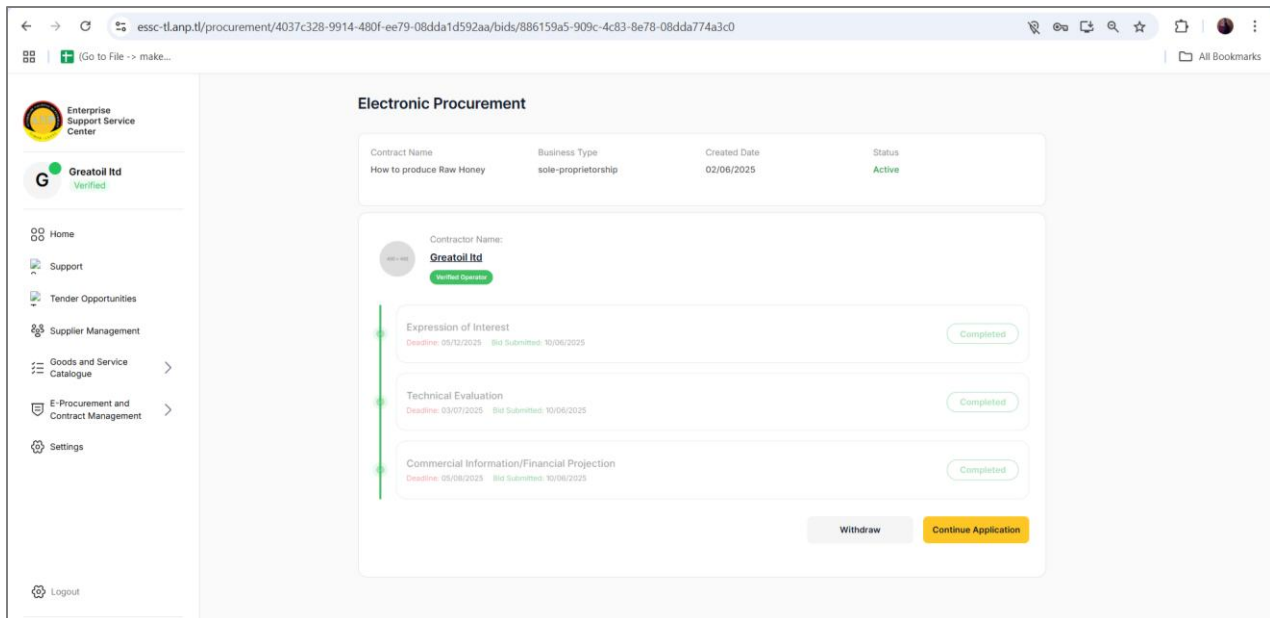 essc-tl.anp.tl/procurement/4037c328-9914-480f-ee79-08dda1d592aa/bids/886159a5-909c-4c83-8e78-08dda774a3c0
(Go to File -> make...
All Bookmarks
Enterprise
Support Service
Center
G
Greatoil ltd
Verified
Home
Support
Tender Opportunities
Supplier Management
Goods and Service
Catalogue
E-Procurement and
Contract Management
Settings
Logout
Electronic Procurement
Contract Name Business Type Created Date Status
How to produce Raw Honey sole-proprietorship 02/06/2025 Active
Contractor Name:
Greatoil ltd
Verified Operator
Expression of Interest
Deadline: 05/12/2025 Bid Submitted: 10/06/2025
Completed
Technical Evaluation
Deadline: 03/07/2025 Bid Submitted: 10/06/2025
Completed
Commercial Information/Financial Projection
Deadline: 05/08/2025 Bid Submitted: 10/06/2025
Completed
Withdraw Continue Application